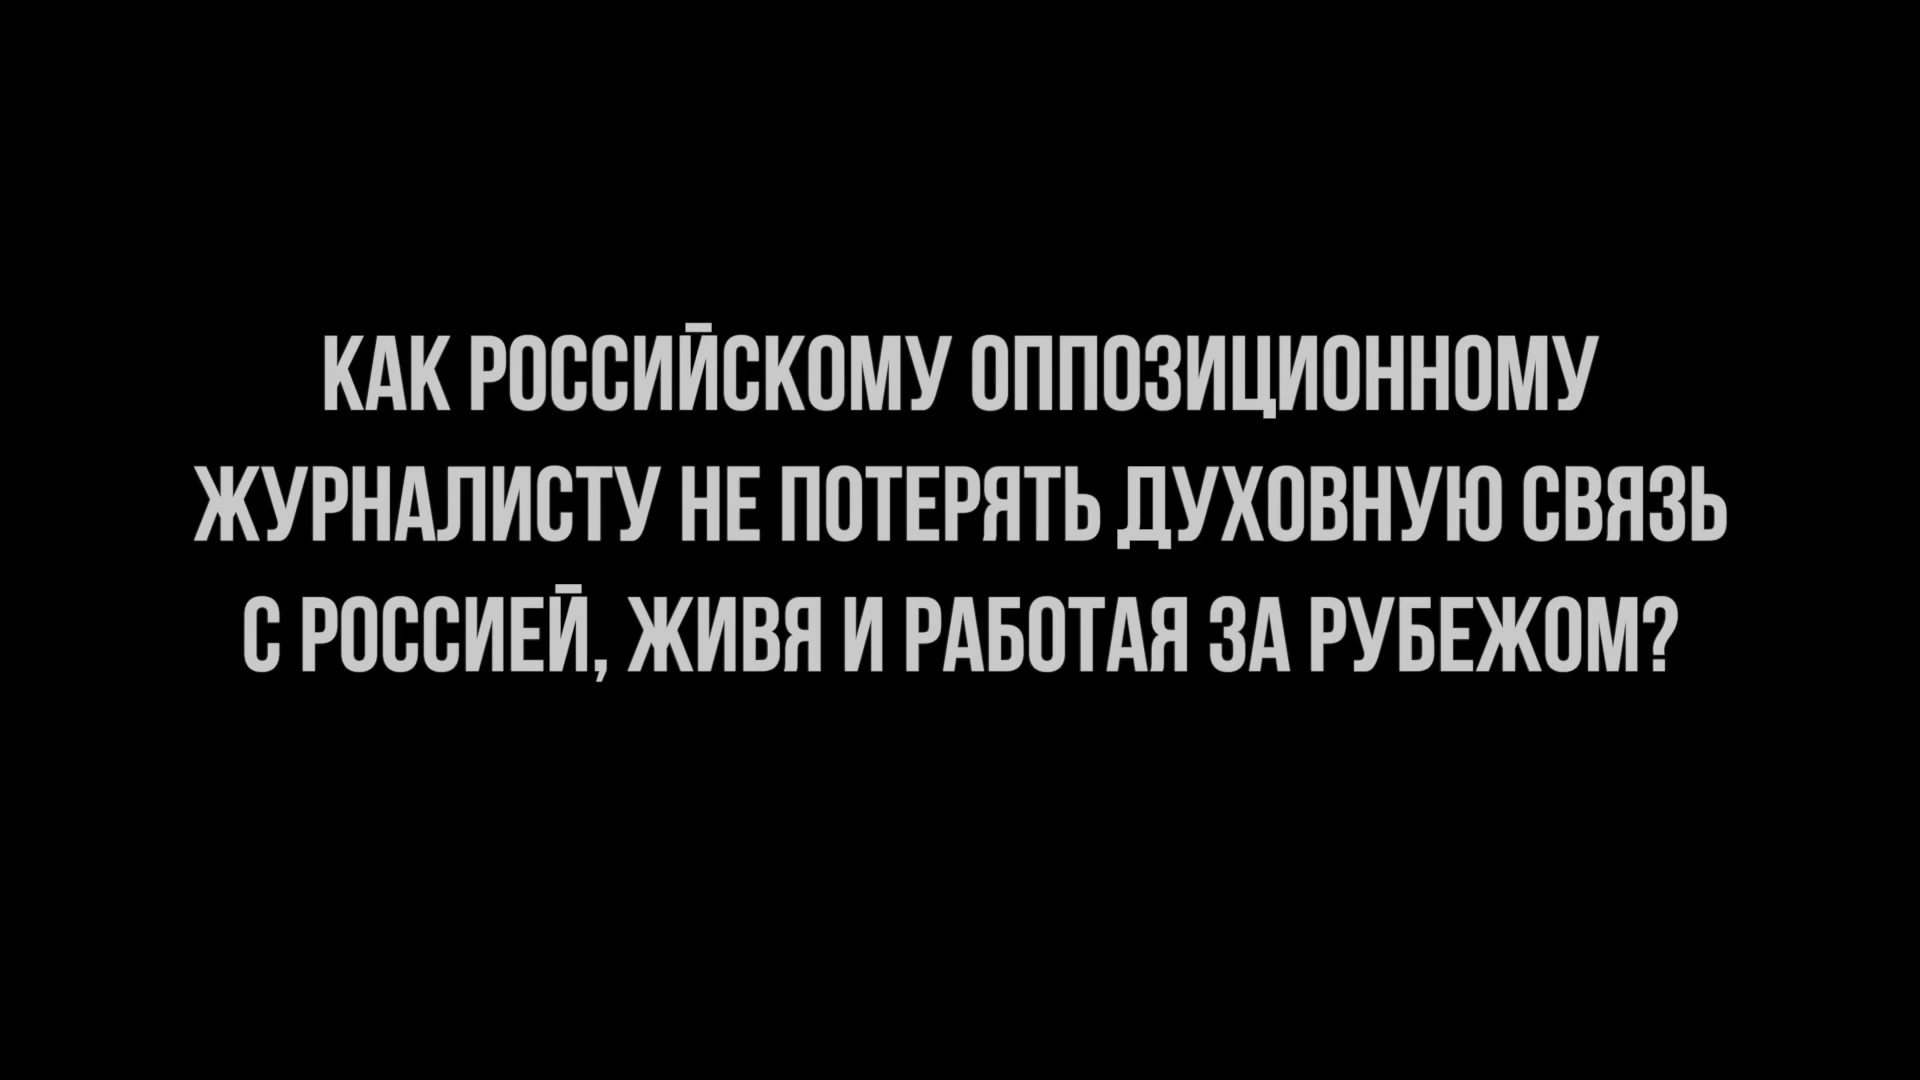 КАК РОССИЙСКОМУ ОППОЗИЦИОННОМУ
ЖУРНАЛИСТУ НЕ ПОТЕРЯТЬ ДУХОВНУЮ СВЯЗЬ
С РОССИЕЙ, ЖИВЯ И РАБОТАЯ ЗА РУБЕЖОМ?